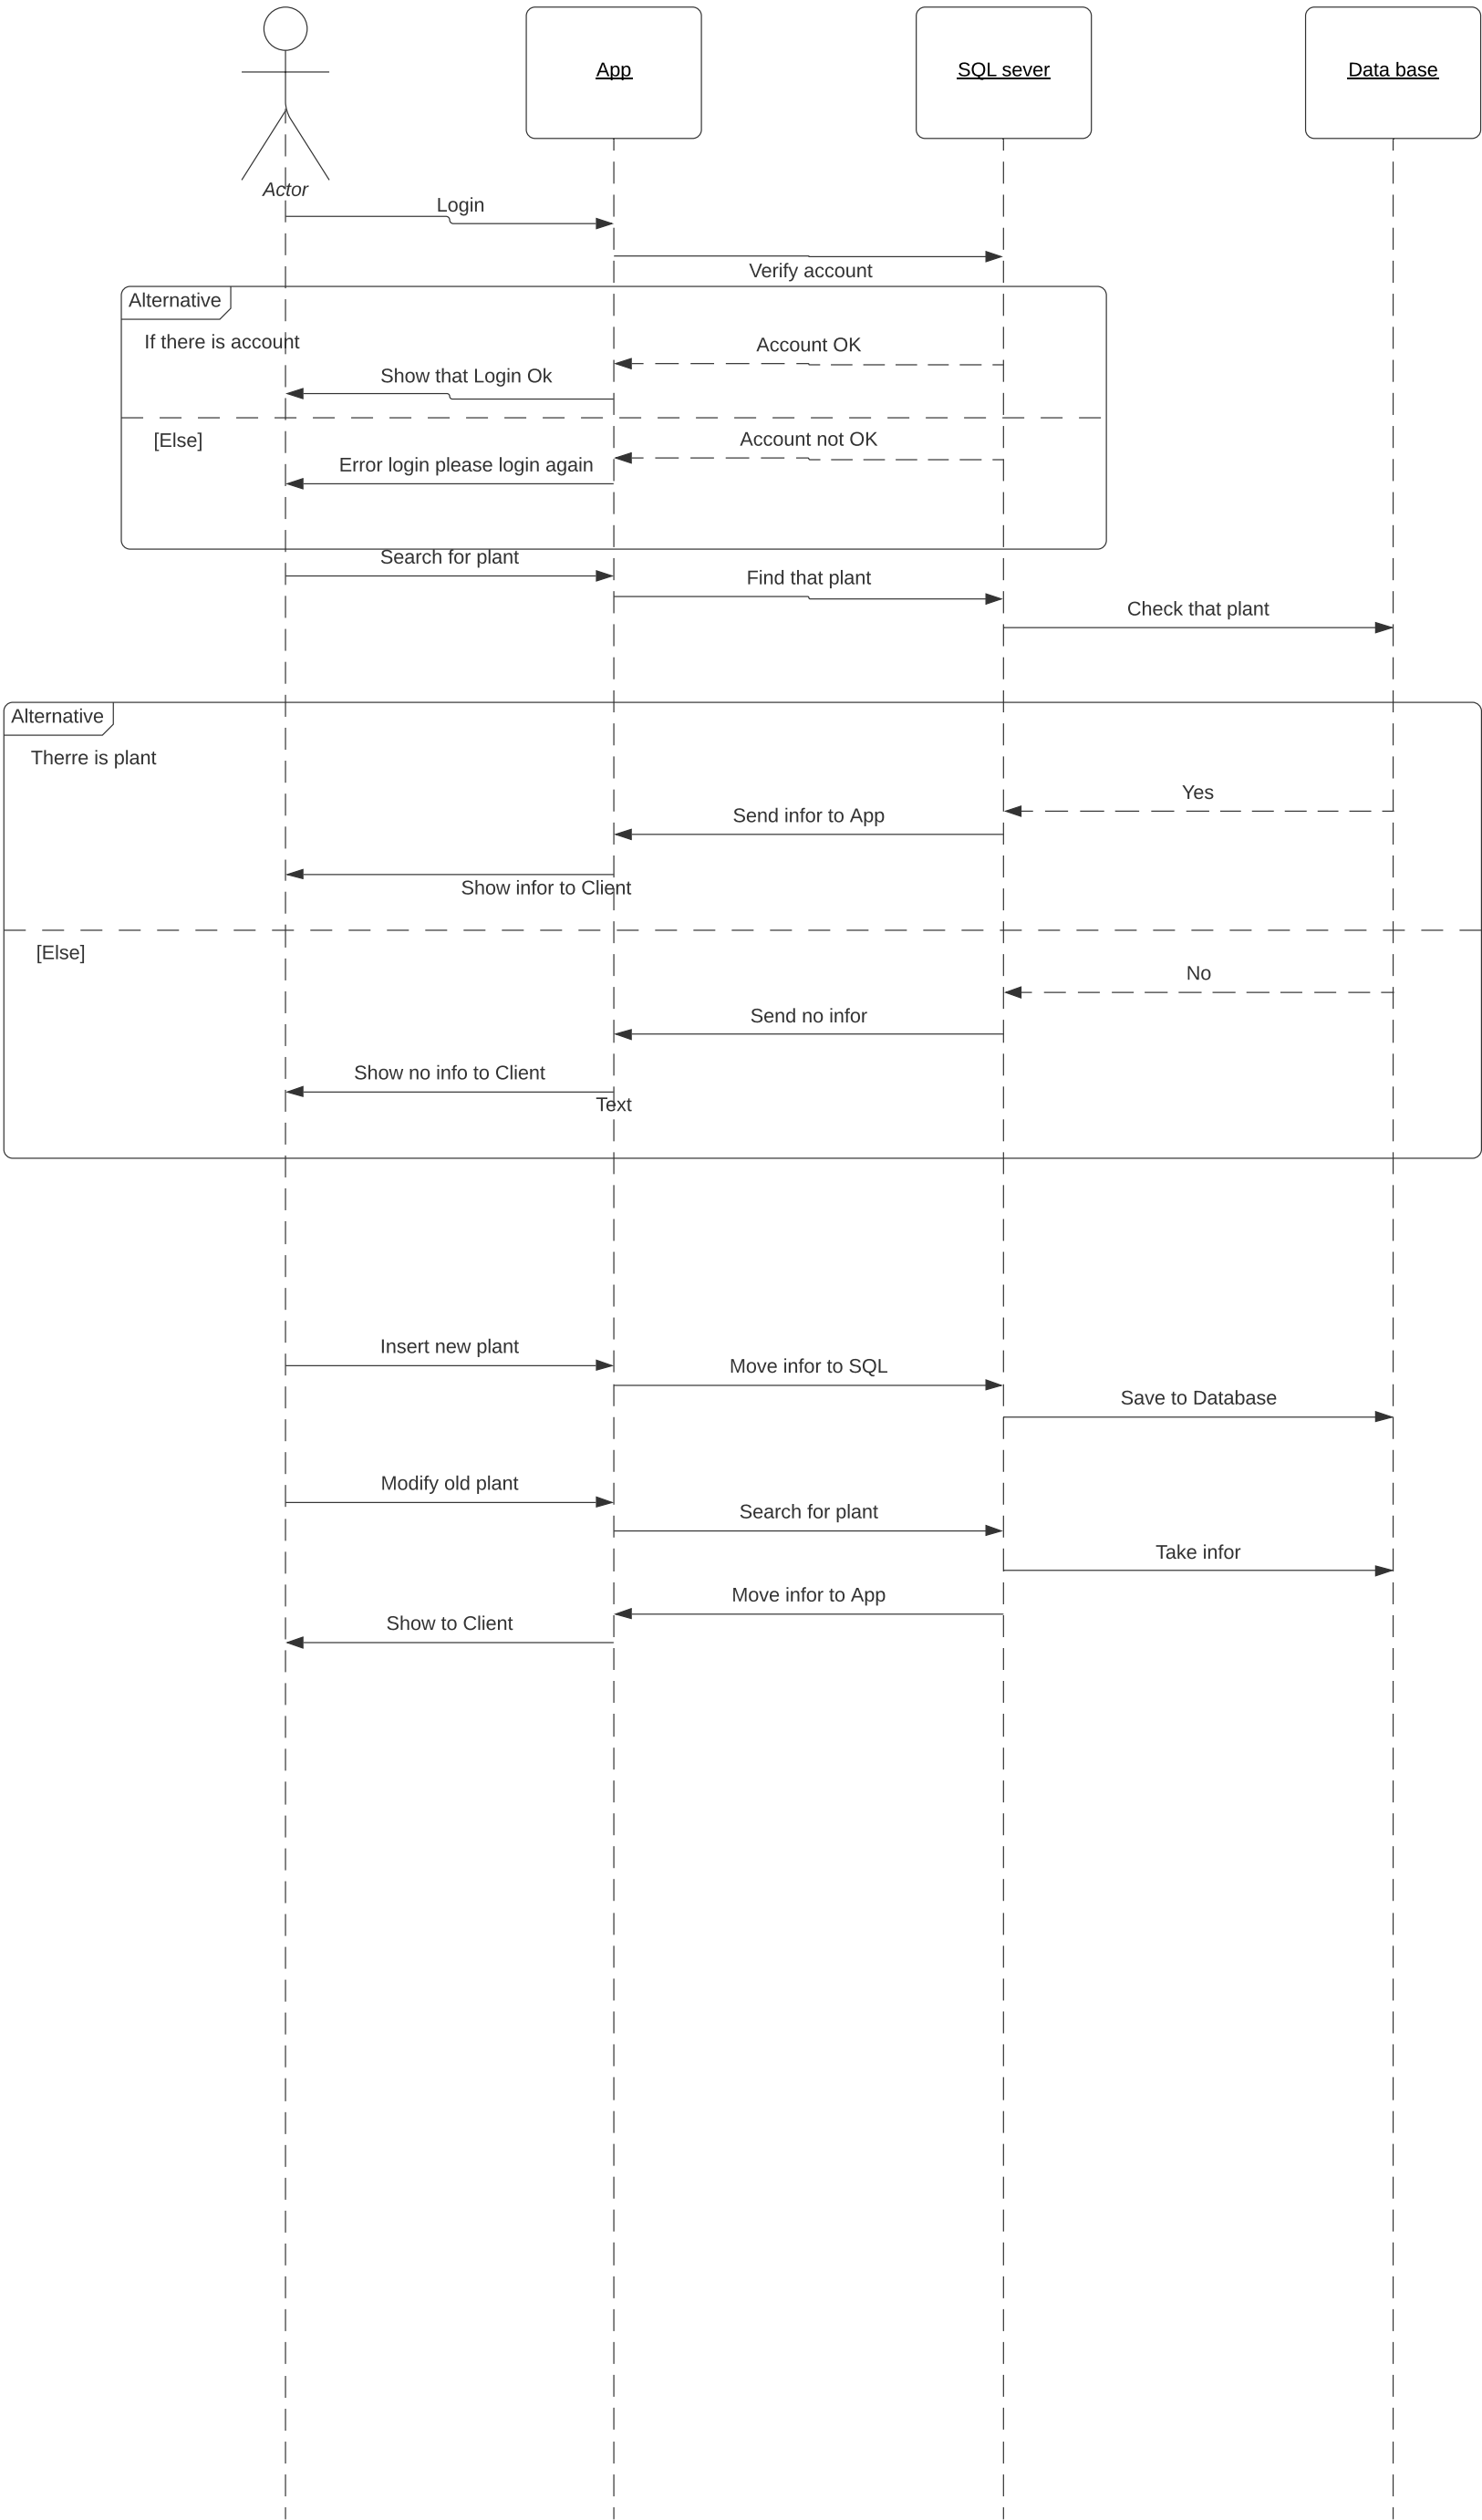 App
SQL sever
Data base
Actor
Login
Verify account
Alternative
If there is account
Account OK
Show that Login Ok
[Else]
Account not OK
Error login please login again
Search for plant
Find that plant
Check that plant
Alternative
Therre is plant
Yes
Send infor to App
Show infor to Client
[Else]
No
Send no infor
Show no info to Client
Text
Insert new plant
Move infor to SQL
Save to Database
Modify old plant
Search for plant
Take infor
Move infor to App
Show to Client